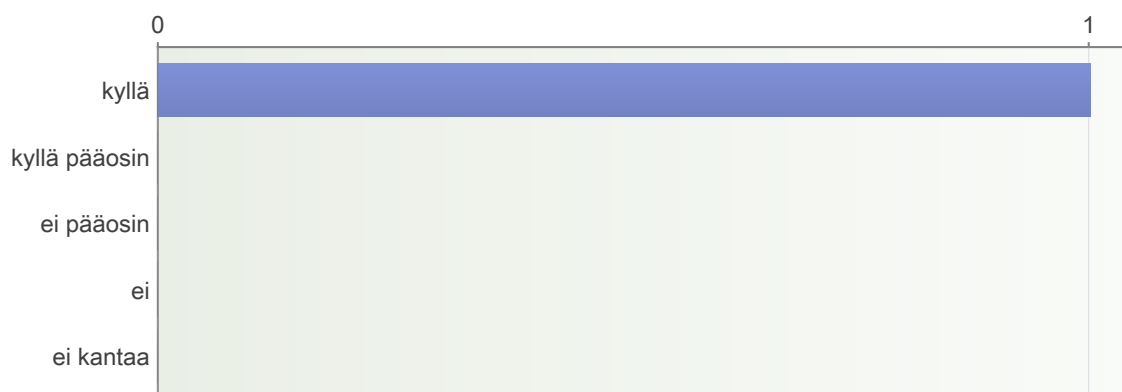 0 1
kyllä
kyllä pääosin
ei pääosin
ei
ei kantaa